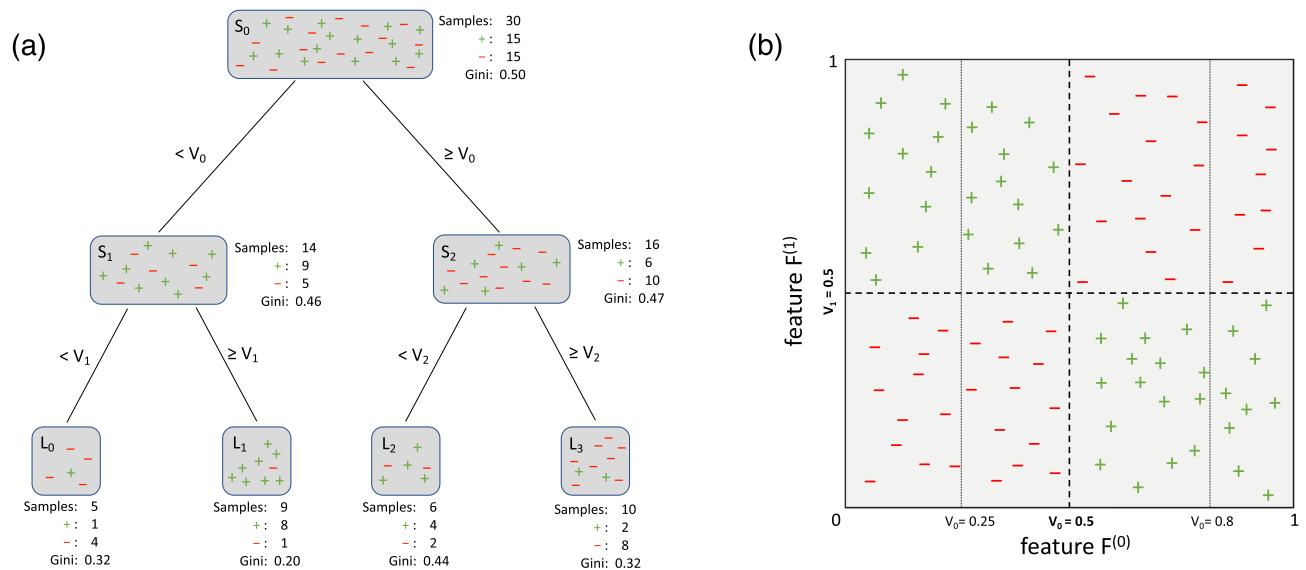 (a)
S0
Samples: 30
+ : 15
− : 15
Gini: 0.50
< V0
≥ V0
S1
Samples: 14
+ : 9
− : 5
Gini: 0.46
S2
Samples: 16
+ : 6
− : 10
Gini: 0.47
< V1
≥ V1
< V2
≥ V2
L0
Samples: 5
+ : 1
− : 4
Gini: 0.32
L1
Samples: 9
+ : 8
− : 1
Gini: 0.20
L2
Samples: 6
+ : 4
− : 2
Gini: 0.44
L3
Samples: 10
+ : 2
− : 8
Gini: 0.32
(b)
1
feature F(1)
V1 = 0.5
0
V0 = 0.25
V0 = 0.5
V0 = 0.8
1
feature F(0)